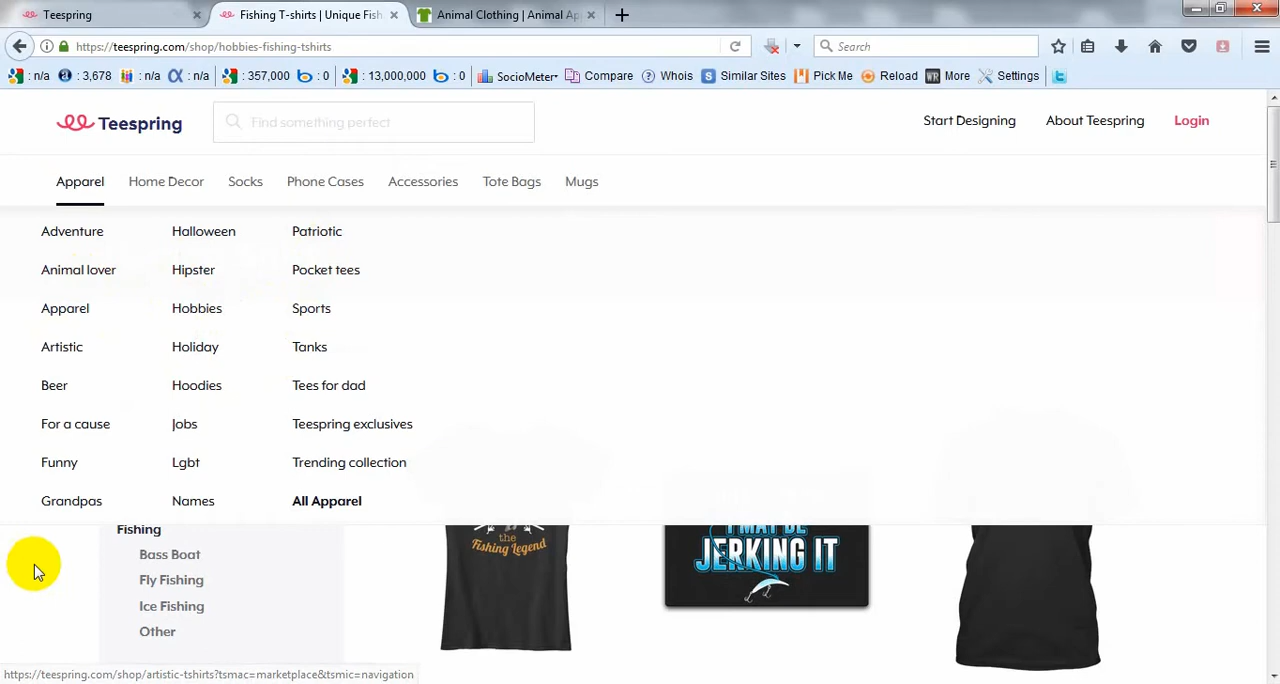 Teespring
Fishing T-shirts | Unique Fish
Animal Clothing | Animal Ap
https://teespring.com/shop/hobbies-fishing-tshirts
Search
: n/a : 3,678 : n/a : n/a : 357,000 : 0 : 13,000,000 : 0 SocioMeter Compare Whois Similar Sites Pick Me Reload WR More Settings
Teespring
Find something perfect
Start Designing About Teespring Login
Apparel Home Decor Socks Phone Cases Accessories Tote Bags Mugs
Adventure Halloween Patriotic
Animal lover Hipster Pocket tees
Apparel Hobbies Sports
Artistic Holiday Tanks
Beer Hoodies Tees for dad
For a cause Jobs Teespring exclusives
Funny Lgbt Trending collection
Grandpas Names All Apparel
Fishing
Bass Boat
Fly Fishing
Ice Fishing
Other
the
Fishing Legend
I MAY BE
JERKING IT
https://teespring.com/shop/artistic-tshirts?tsmac=marketplace&tsmic=navigation